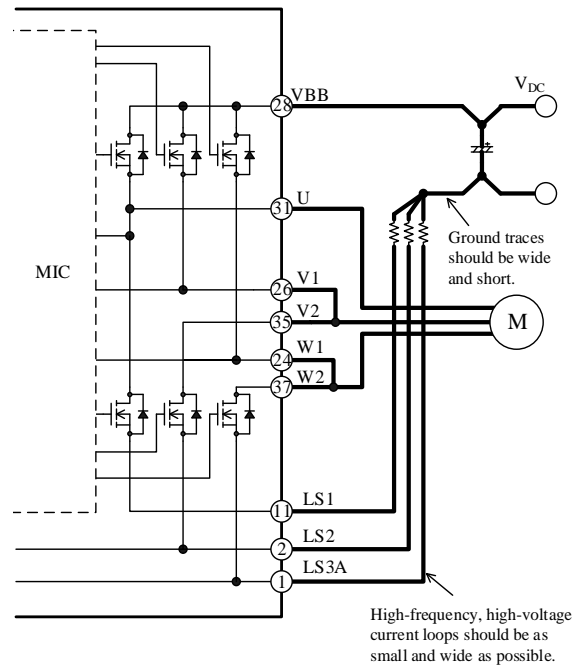 28
VBB
V DC
31
U
Ground traces
should be wide
and short.
MIC
26
V1
35
V2
M
24
W1
37
W2
11
LS1
2
LS2
1
LS3A
High-frequency, high-voltage
current loops should be as
small and wide as possible.